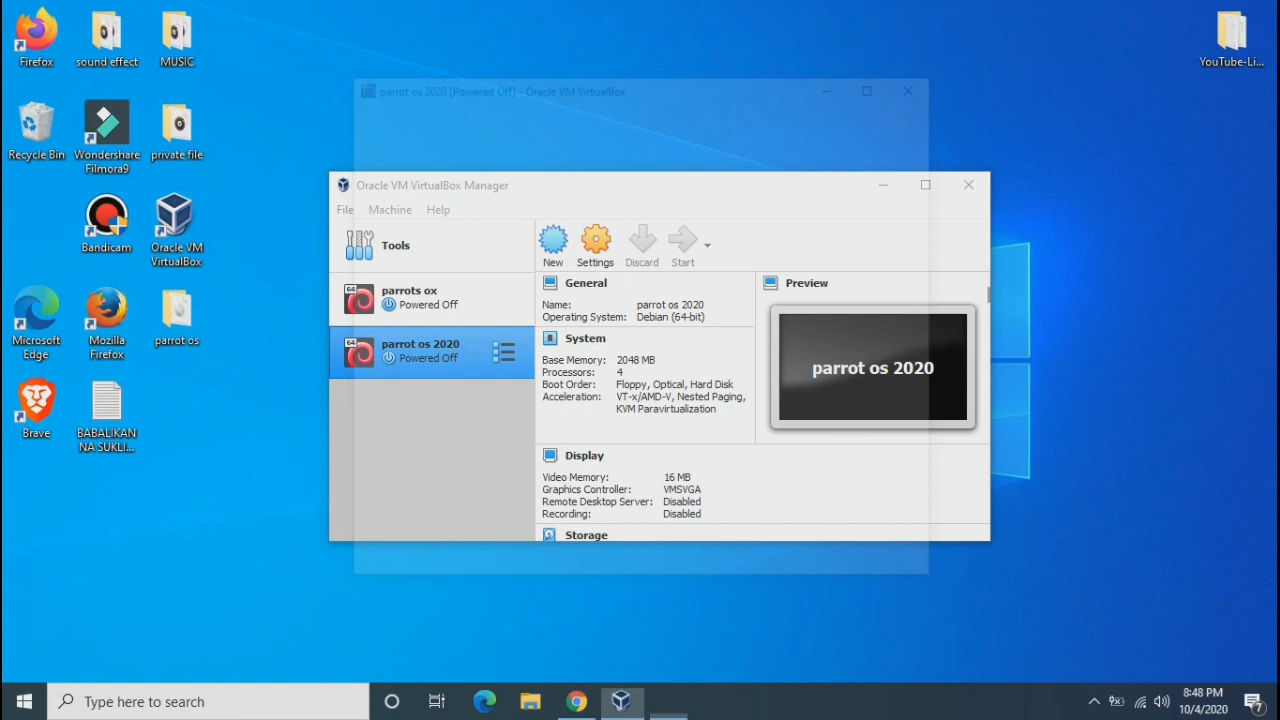 Firefox
sound effect
MUSIC
YouTube-Li...
Recycle Bin
Wondershare
Filmora9
private file
Bandicam
Oracle VM
VirtualBox
Microsoft
Edge
Mozilla
Firefox
parrot os
Brave
BABALIKAN
NA SUKLI...
parrot os 2020 [Powered Off] - Oracle VM VirtualBox
Oracle VM VirtualBox Manager
File Machine Help
Tools
New Settings Discard Start
64
parrots ox
Powered Off
64
parrot os 2020
Powered Off
General
Name: parrot os 2020
Operating System: Debian (64-bit)
System
Base Memory: 2048 MB
Processors: 4
Boot Order: Floppy, Optical, Hard Disk
Acceleration: VT-x/AMD-V, Nested Paging,
KVM Paravirtualization
Preview
parrot os 2020
Display
Video Memory: 16 MB
Graphics Controller: VMSVGA
Remote Desktop Server: Disabled
Recording: Disabled
Storage
Type here to search
8:48 PM
10/4/2020
7